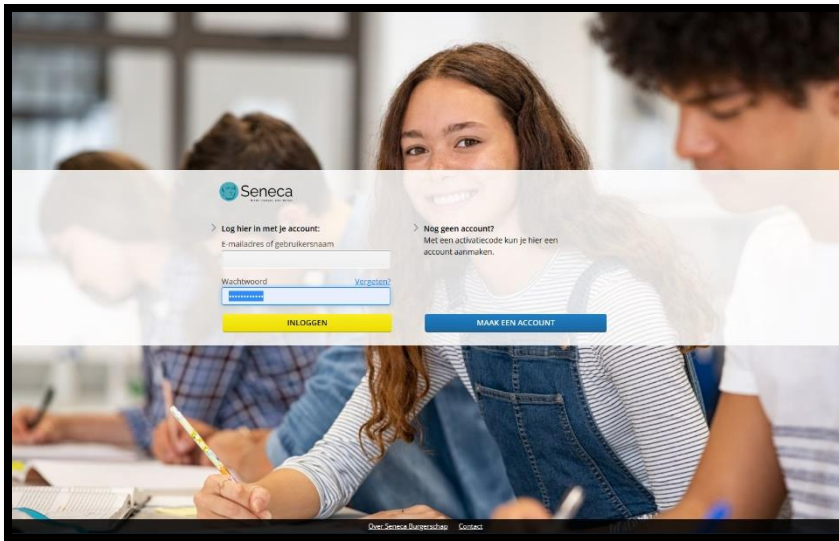 Seneca
Log hier in met je account:
E-mailadres of gebruikersnaam
Wachtwoord Vergeten?
INLOGGEN
Nog geen account?
Met een activatiecode kun je hier een
account aanmaken.
MAAK EEN ACCOUNT
Over Seneca Burgerschap Contact